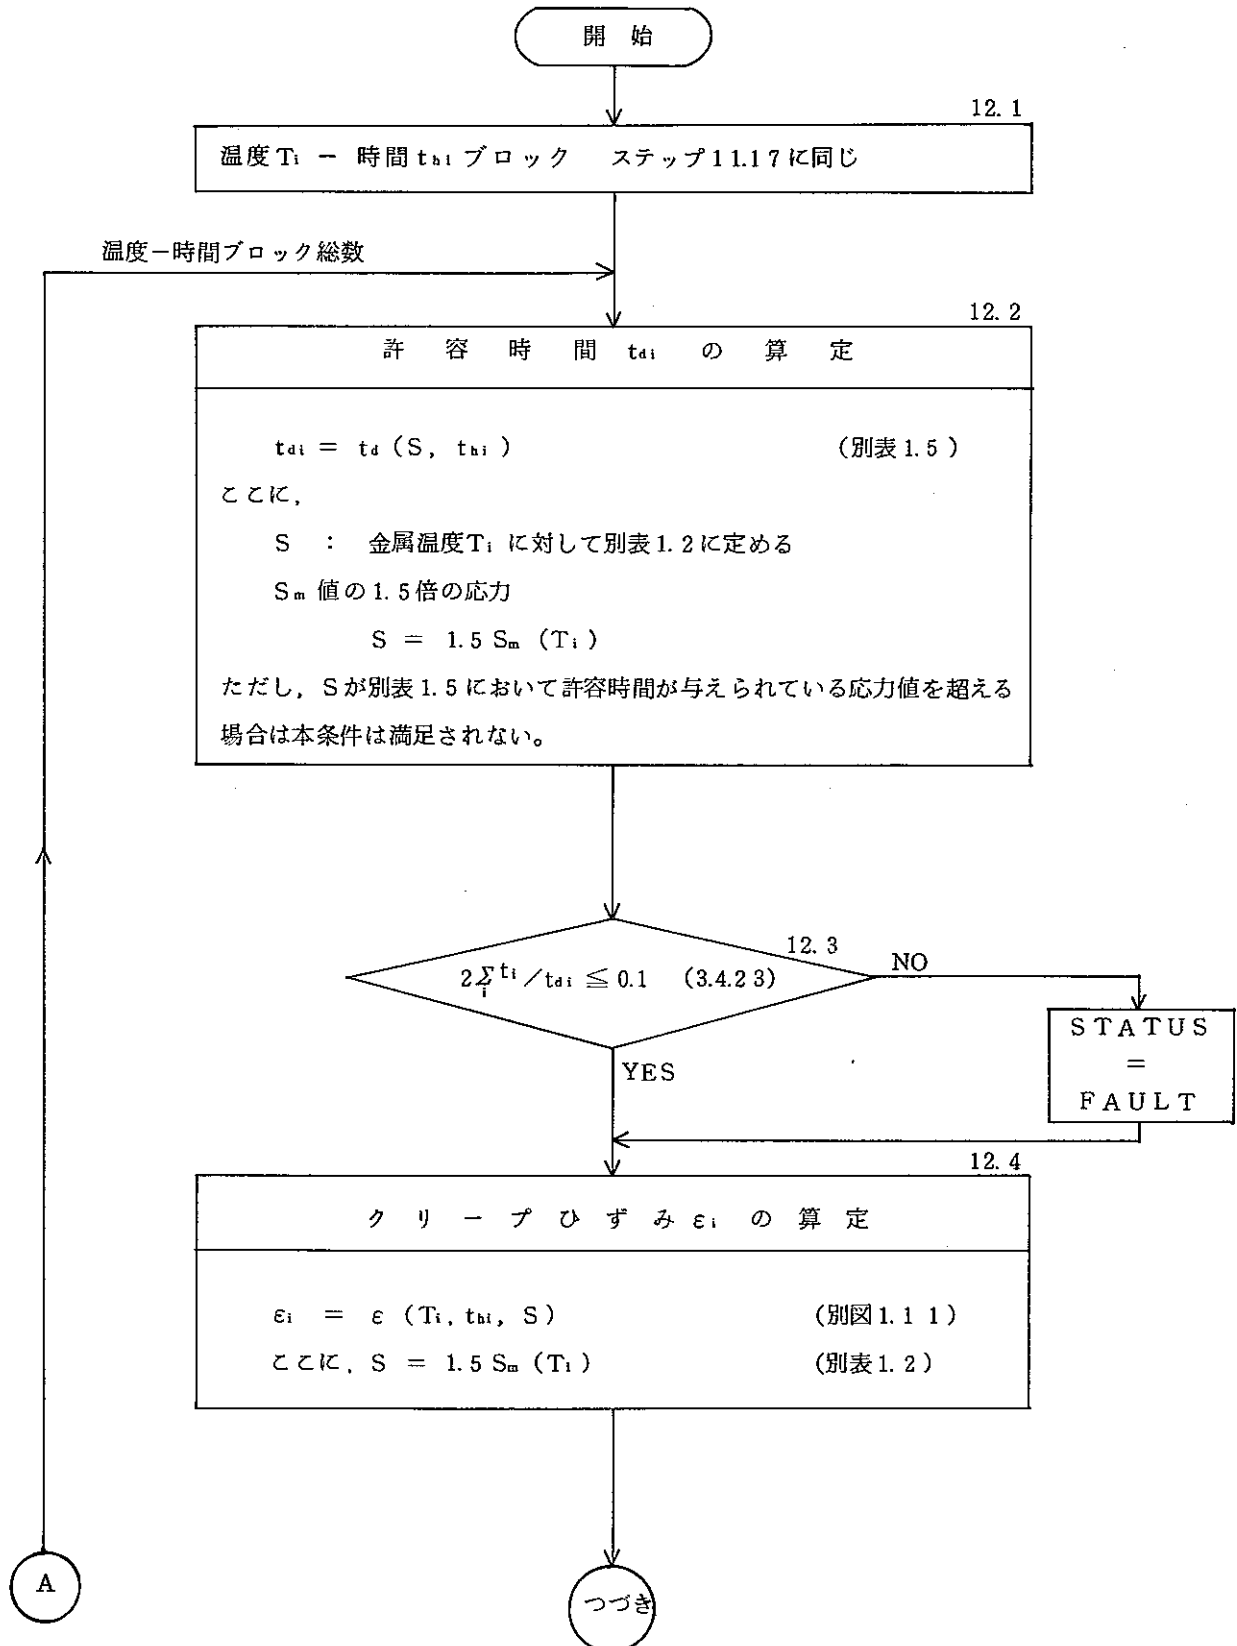 開 始
12.1
温度Ti － 時間thi ブロック　ステップ11.17に同じ
温度－時間ブロック総数
12.2
許 容 時 間 tdi の 算 定
tdi ＝ td (S, thi)　(別表1.5)
ここに,
S : 金属温度Ti に対して別表1.2に定める
Sm 値の1.5倍の応力
S ＝ 1.5 Sm (Ti)
ただし, Sが別表1.5において許容時間が与えられている応力値を超える
場合は本条件は満足されない。
12.3
2Σi ti／tdi ≦ 0.1　(3.4.23)
NO
STATUS
＝
FAULT
YES
12.4
ク リ ー プ ひ ず み εi の 算 定
εi ＝ ε (Ti, thi, S)　(別図1.11)
ここに, S ＝ 1.5 Sm (Ti)　(別表1.2)
A
つづき